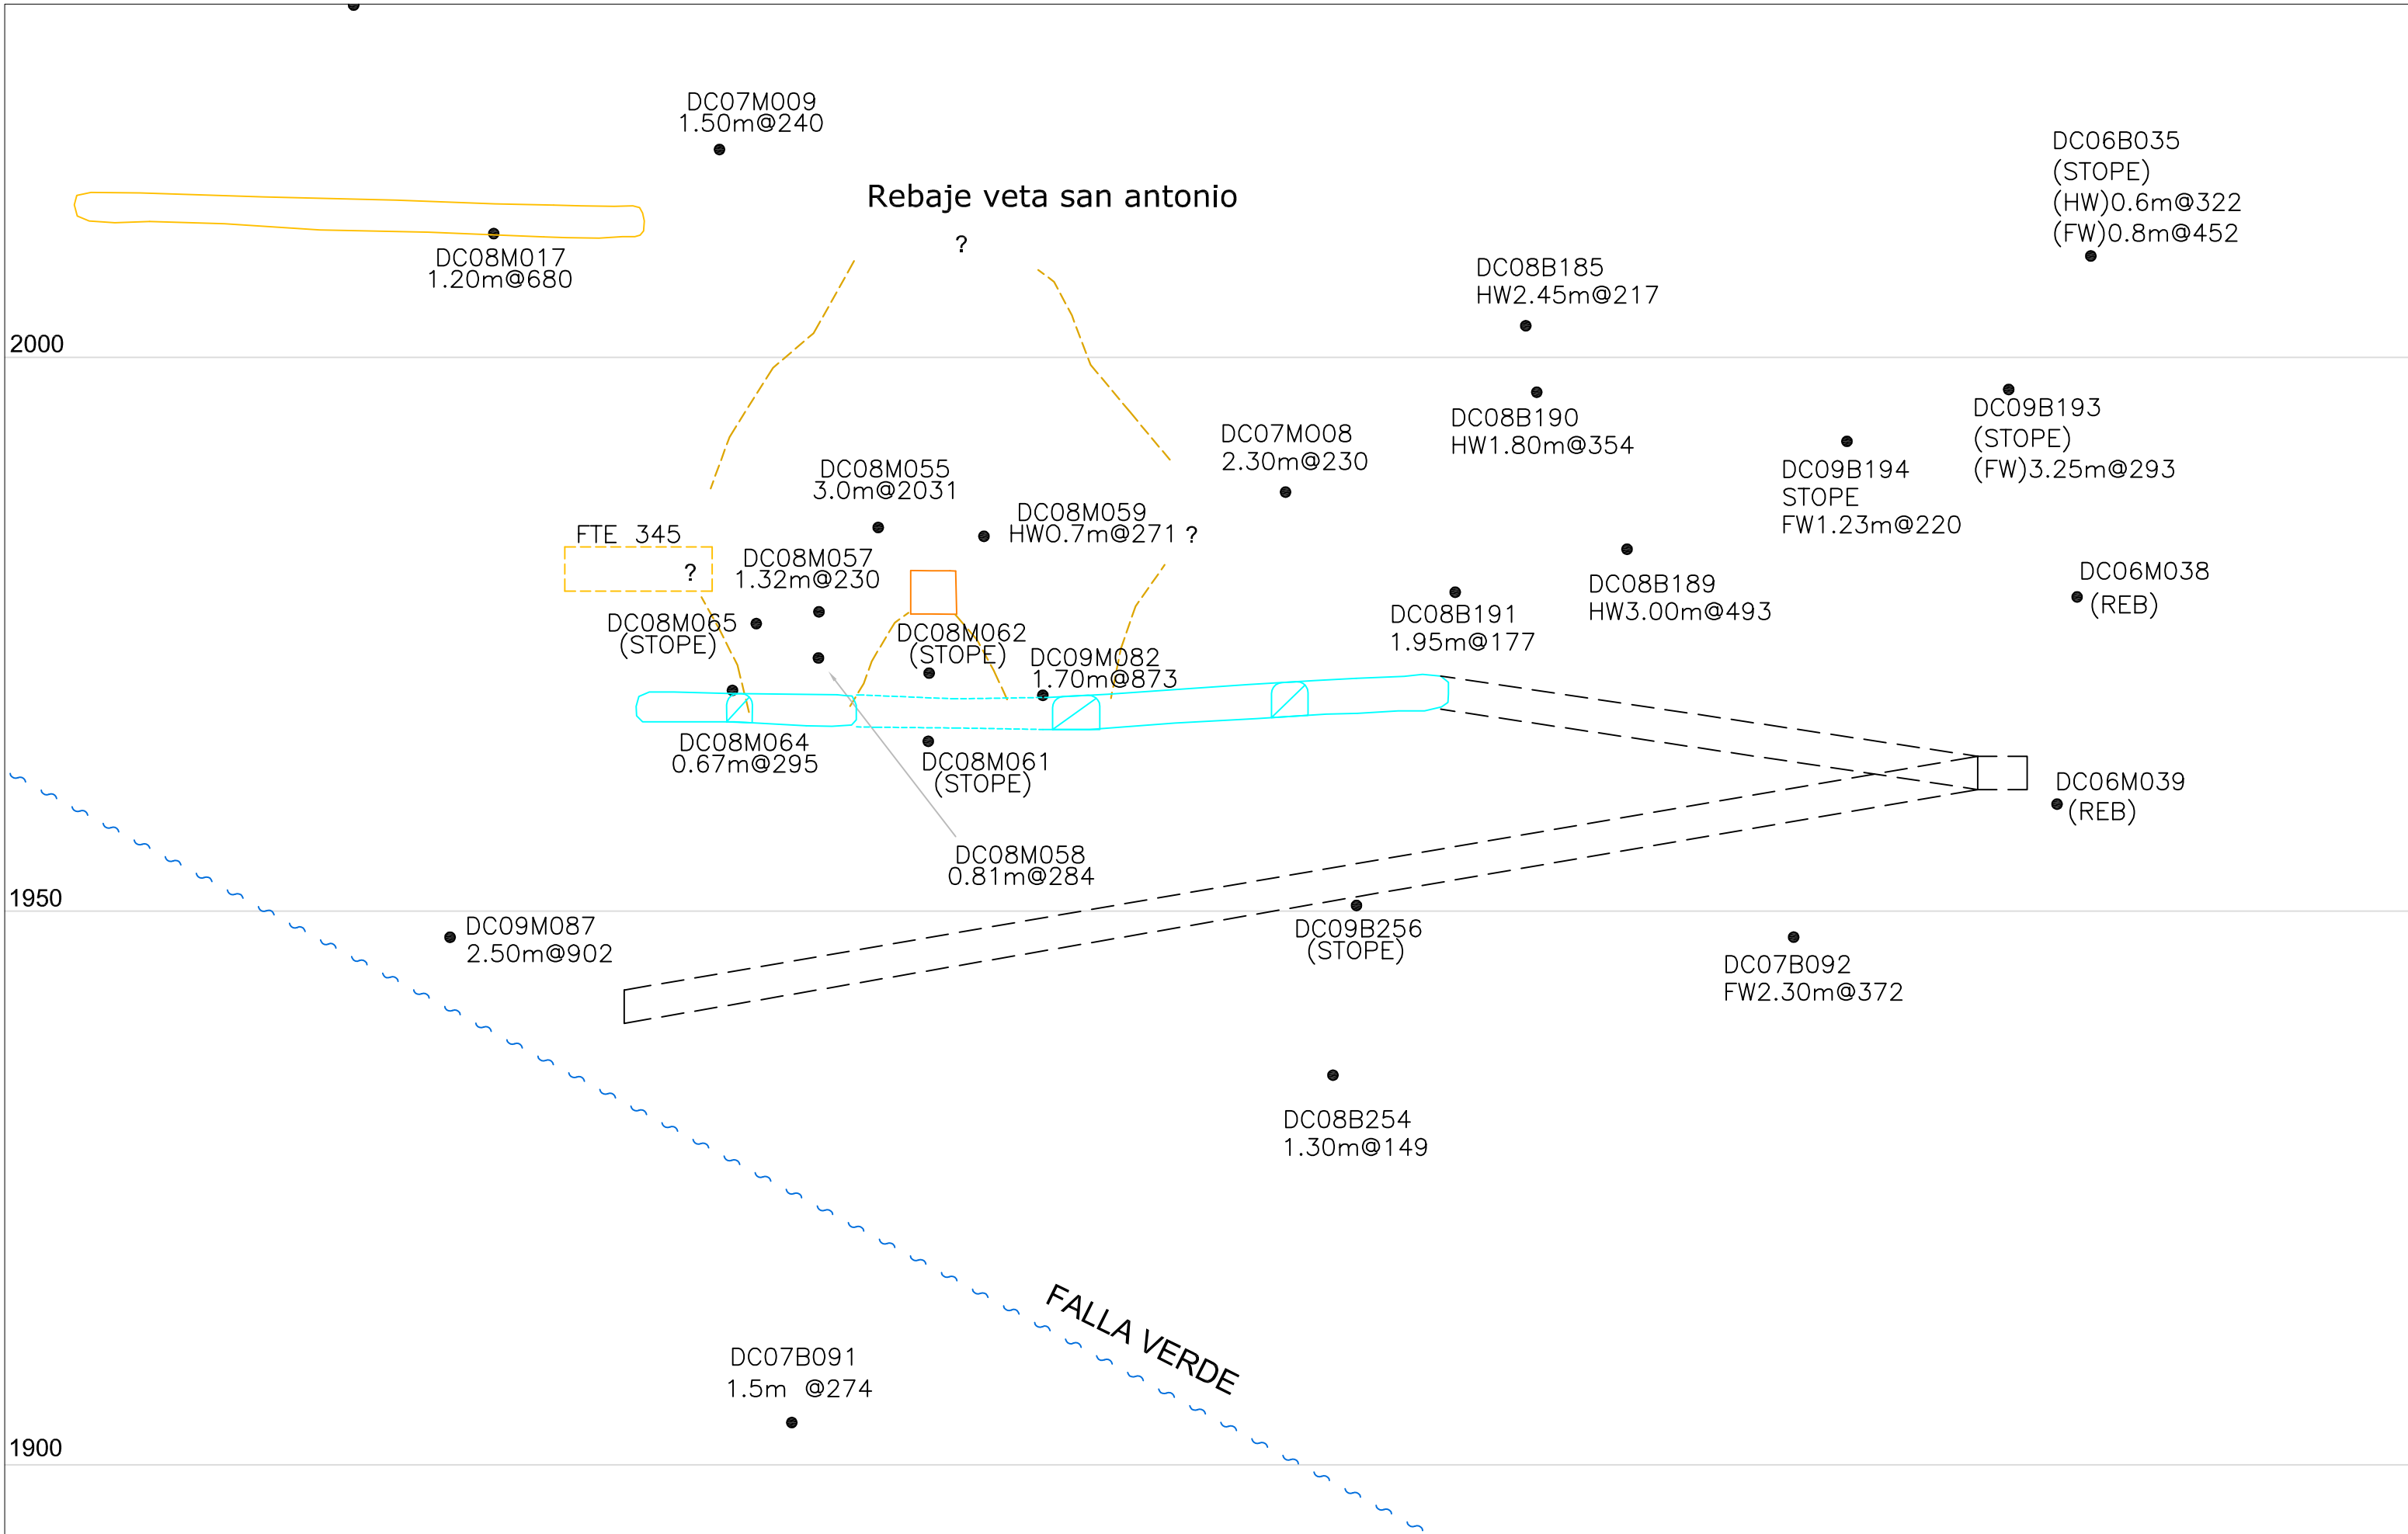 DC07M009
1.50m@240
Rebaje veta san antonio
?
DC06B035
(STOPE)
(HW)0.6m@322
(FW)0.8m@452
DC08M017
1.20m@680
DC08B185
HW2.45m@217
2000
DC08B190
HW1.80m@354
DC09B193
(STOPE)
(FW)3.25m@293
DC07M008
2.30m@230
DC09B194
STOPE
FW1.23m@220
DC08M055
3.0m@2031
DC08M059
HW0.7m@271 ?
FTE 345
?
DC08M057
1.32m@230
DC08B189
HW3.00m@493
DC06M038
(REB)
DC08M065
(STOPE)
DC08M062
(STOPE)
DC08B191
1.95m@177
DC09M082
1.70m@873
DC08M064
0.67m@295
DC08M061
(STOPE)
DC06M039
(REB)
DC08M058
0.81m@284
1950
DC09M087
2.50m@902
DC09B256
(STOPE)
DC07B092
FW2.30m@372
DC08B254
1.30m@149
FALLA VERDE
DC07B091
1.5m @274
1900